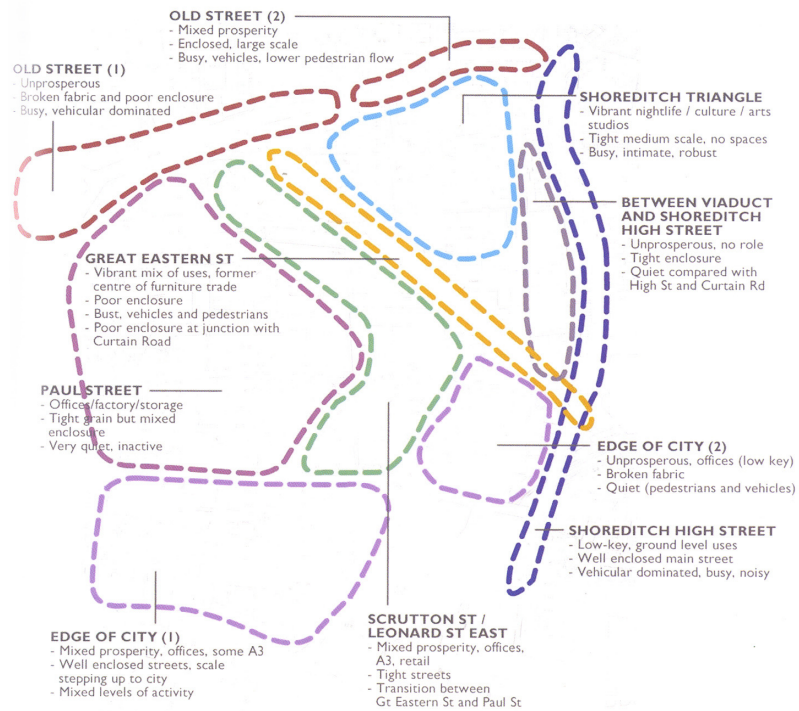 OLD STREET (2)
- Mixed prosperity
- Enclosed, large scale
- Busy, vehicles, lower pedestrian flow
OLD STREET (1)
- Unprosperous
- Broken fabric and poor enclosure
- Busy, vehicular dominated
SHOREDITCH TRIANGLE
- Vibrant nightlife / culture / arts
studios
- Tight medium scale, no spaces
- Busy, intimate, robust
BETWEEN VIADUCT
AND SHOREDITCH
HIGH STREET
- Unprosperous, no role
- Tight enclosure
- Quiet compared with
High St and Curtain Rd
GREAT EASTERN ST
- Vibrant mix of uses, former
centre of furniture trade
- Poor enclosure
- Bust, vehicles and pedestrians
- Poor enclosure at junction with
Curtain Road
PAUL STREET
- Offices/factory/storage
- Tight grain but mixed
enclosure
- Very quiet, inactive
EDGE OF CITY (2)
- Unprosperous, offices (low key)
- Broken fabric
- Quiet (pedestrians and vehicles)
SHOREDITCH HIGH STREET
- Low-key, ground level uses
- Well enclosed main street
- Vehicular dominated, busy, noisy
EDGE OF CITY (1)
- Mixed prosperity, offices, some A3
- Well enclosed streets, scale
stepping up to city
- Mixed levels of activity
SCRUTTON ST /
LEONARD ST EAST
- Mixed prosperity, offices,
A3, retail
- Tight streets
- Transition between
Gt Eastern St and Paul St